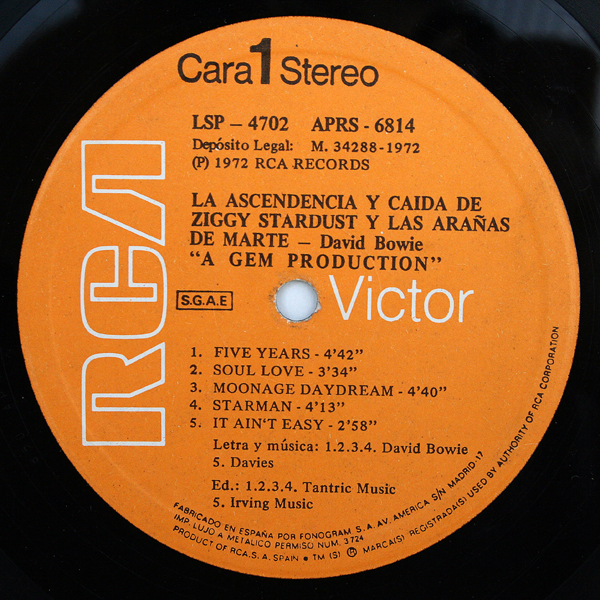 Cara 1 Stereo
LSP – 4702 APRS - 6814
Depósito Legal: M. 34288-1972
(P) 1972 RCA RECORDS
RCA
LA ASCENDENCIA Y CAIDA DE
ZIGGY STARDUST Y LAS ARAÑAS
DE MARTE – David Bowie
“A GEM PRODUCTION”
S.G.A.E
Victor
1. FIVE YEARS - 4'42”
2. SOUL LOVE - 3'34”
3. MOONAGE DAYDREAM - 4'40”
4. STARMAN - 4'13”
5. IT AIN'T EASY - 2'58”
Letra y música: 1.2.3.4. David Bowie
5. Davies
Ed.: 1.2.3.4. Tantric Music
5. Irving Music
FABRICADO EN ESPAÑA POR FONOGRAM S. A. AV. AMERICA S/N MADRID-17
IMP. LUJO A METALICO PERMISO NUM. 3724
PRODUCT OF RCA.S. A. SPAIN • TM (S) ® MARCA(S) REGISTRADA(S) USED BY AUTHORITY OF RCA CORPORATION